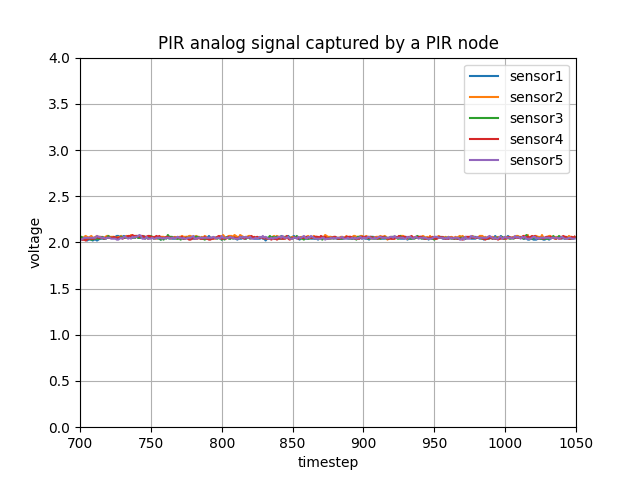 PIR analog signal captured by a PIR node
4.0
3.5
3.0
2.5
2.0
1.5
1.0
0.5
0.0
voltage
sensor1
sensor2
sensor3
sensor4
sensor5
700 750 800 850 900 950 1000 1050
timestep